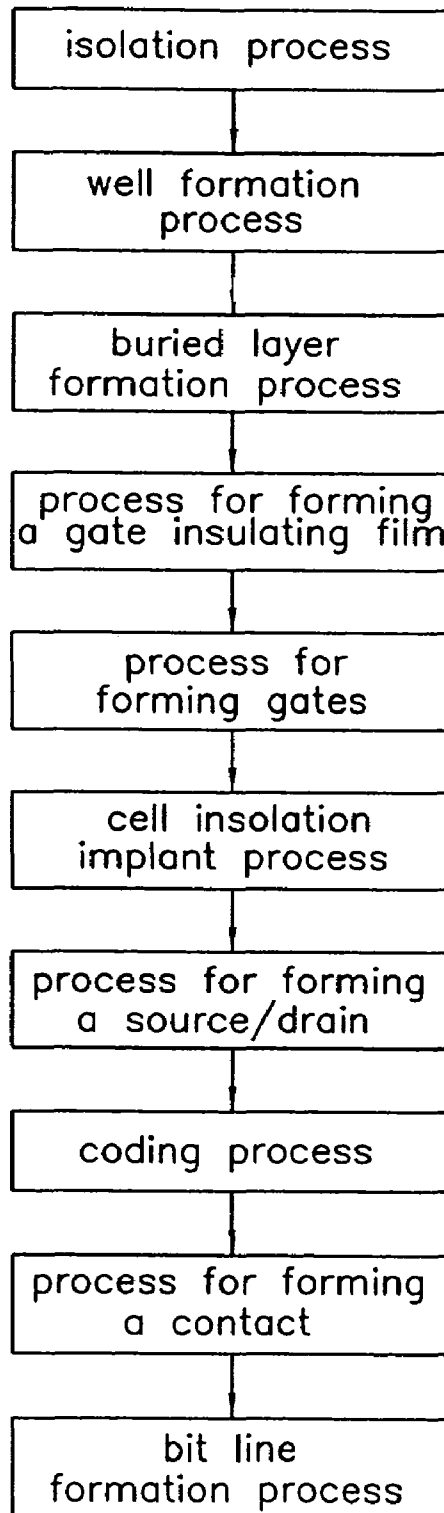 isolation process
well formation
process
buried layer
formation process
process for forming
a gate insulating film
process for
forming gates
cell insolation
implant process
process for forming
a source/drain
coding process
process for forming
a contact
bit line
formation process